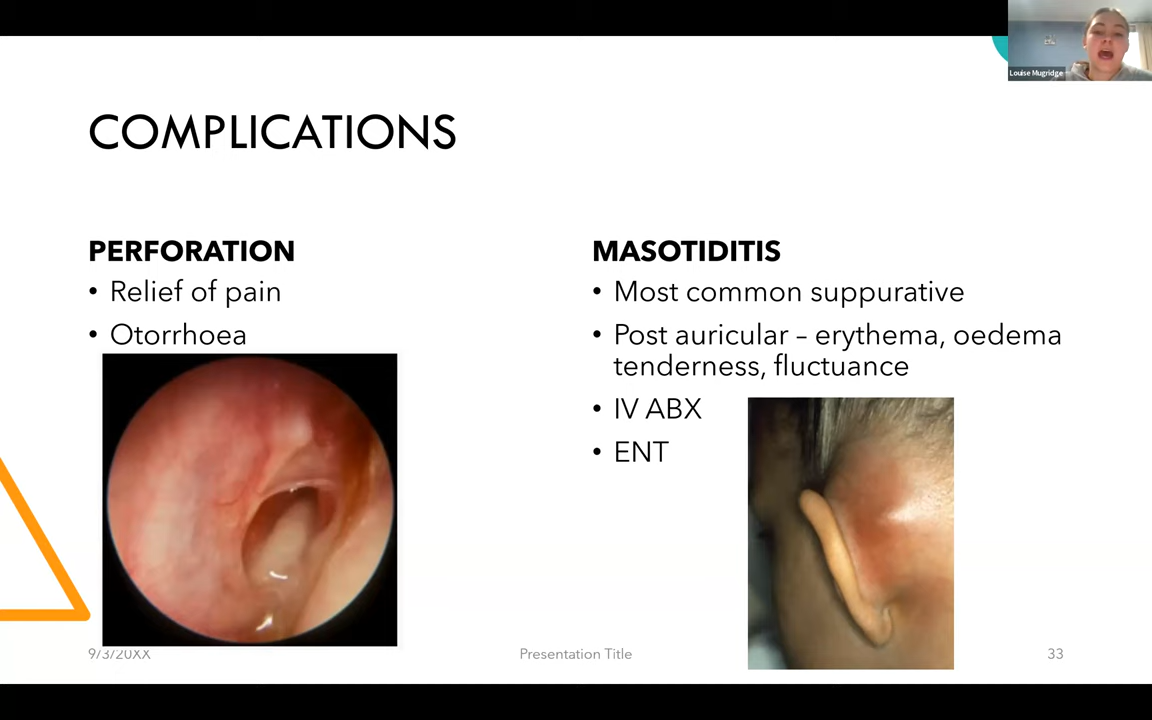 Louise Mugridge
COMPLICATIONS
PERFORATION
• Relief of pain
• Otorrhoea
MASOTIDITIS
• Most common suppurative
• Post auricular – erythema, oedema
tenderness, fluctuance
• IV ABX
• ENT
9/3/20XX
Presentation Title
33